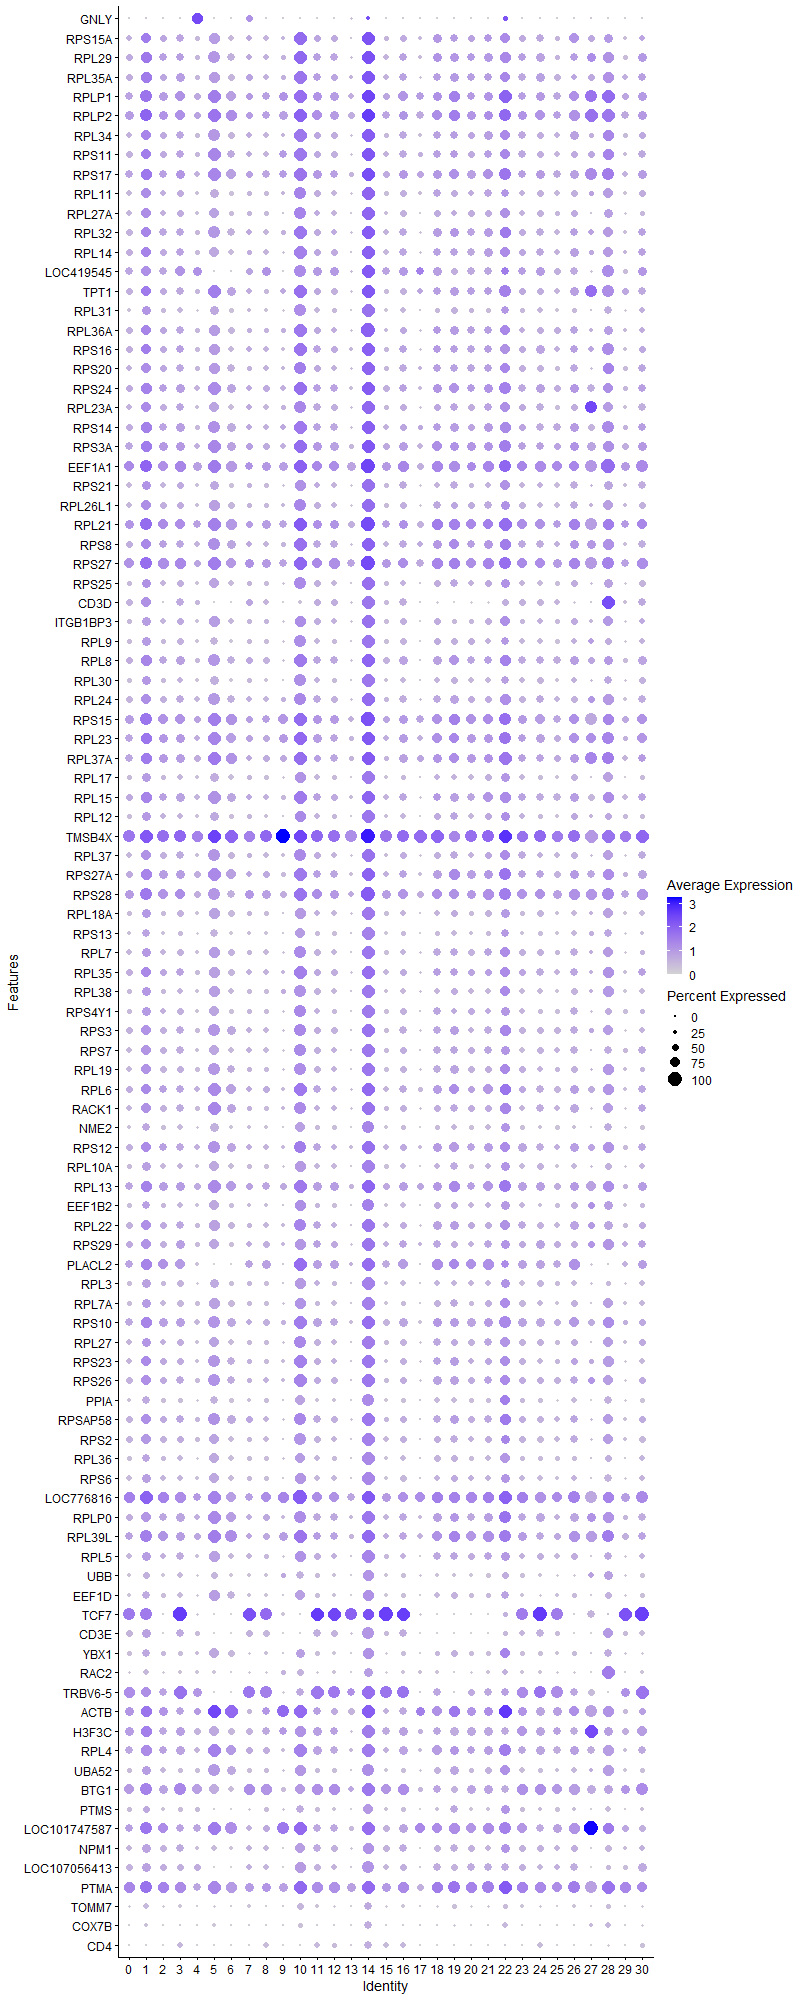 GNLY
RPS15A
RPL29
RPL35A
RPLP1
RPLP2
RPL34
RPS11
RPS17
RPL11
RPL27A
RPL32
RPL14
LOC419545
TPT1
RPL31
RPL36A
RPS16
RPS20
RPS24
RPL23A
RPS14
RPS3A
EEF1A1
RPS21
RPL26L1
RPL21
RPS8
RPS27
RPS25
CD3D
ITGB1BP3
RPL9
RPL8
RPL30
RPL24
RPS15
RPL23
RPL37A
RPL17
RPL15
RPL12
TMSB4X
RPL37
RPS27A
RPS28
RPL18A
RPS13
RPL7
RPL35
RPL38
RPS4Y1
RPS3
RPS7
RPL19
RPL6
RACK1
NME2
RPS12
RPL10A
RPL13
EEF1B2
RPL22
RPS29
PLACL2
RPL3
RPL7A
RPS10
RPL27
RPS23
RPS26
PPIA
RPSAP58
RPS2
RPL36
RPS6
LOC776816
RPLP0
RPL39L
RPL5
UBB
EEF1D
TCF7
CD3E
YBX1
RAC2
TRBV6-5
ACTB
H3F3C
RPL4
UBA52
BTG1
PTMS
LOC101747587
NPM1
LOC107056413
PTMA
TOMM7
COX7B
CD4
Features
0 1 2 3 4 5 6 7 8 9 10 11 12 13 14 15 16 17 18 19 20 21 22 23 24 25 26 27 28 29 30
Identity
Average Expression
3
2
1
0
Percent Expressed
0
25
50
75
100